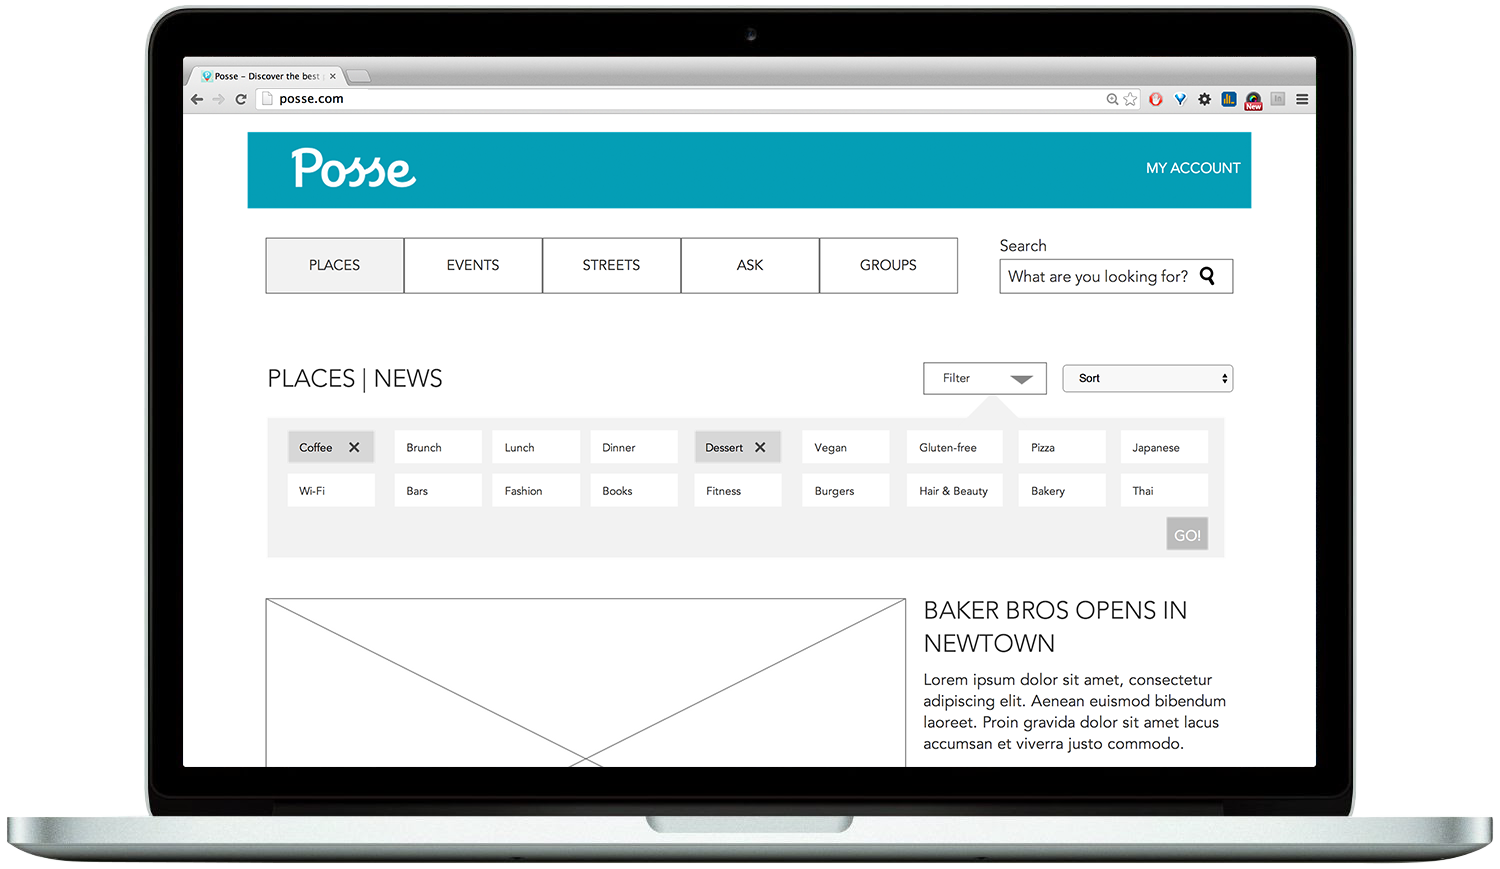 Posse – Discover the best
posse.com
New
Posse
MY ACCOUNT
PLACES EVENTS STREETS ASK GROUPS
Search
What are you looking for?
PLACES | NEWS
Filter
Sort
Coffee Brunch Lunch Dinner Dessert Vegan Gluten-free Pizza Japanese
Wi-Fi Bars Fashion Books Fitness Burgers Hair & Beauty Bakery Thai
GO!
BAKER BROS OPENS IN
NEWTOWN
Lorem ipsum dolor sit amet, consectetur
adipiscing elit. Aenean euismod bibendum
laoreet. Proin gravida dolor sit amet lacus
accumsan et viverra justo commodo.